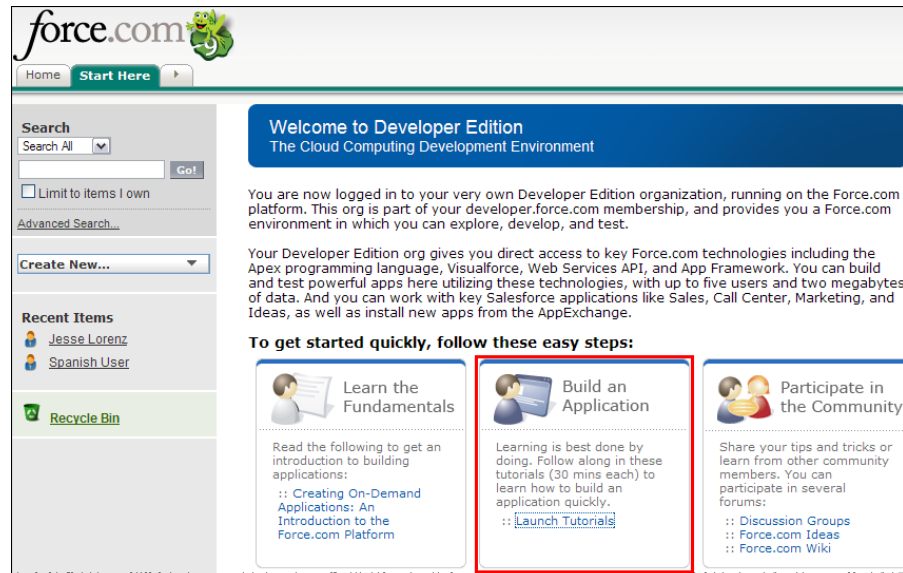 force.com
9
Home
Start Here
Search
Search All
Go!
Limit to items I own
Advanced Search...
Create New...
Recent Items
Jesse Lorenz
Spanish User
Recycle Bin
Welcome to Developer Edition
The Cloud Computing Development Environment
You are now logged in to your very own Developer Edition organization, running on the Force.com
platform. This org is part of your developer.force.com membership, and provides you a Force.com
environment in which you can explore, develop, and test.
Your Developer Edition org gives you direct access to key Force.com technologies including the
Apex programming language, Visualforce, Web Services API, and App Framework. You can build
and test powerful apps here utilizing these technologies, with up to five users and two megabytes
of data. And you can work with key Salesforce applications like Sales, Call Center, Marketing, and
Ideas, as well as install new apps from the AppExchange.
To get started quickly, follow these easy steps:
Learn the
Fundamentals
Read the following to get an
introduction to building
applications:
:: Creating On-Demand
Applications: An
Introduction to the
Force.com Platform
Build an
Application
Learning is best done by
doing. Follow along in these
tutorials (30 mins each) to
learn how to build an
application quickly.
:: Launch Tutorials
Participate in
the Community
Share your tips and tricks or
learn from other community
members. You can
participate in several
forums:
:: Discussion Groups
:: Force.com Ideas
:: Force.com Wiki